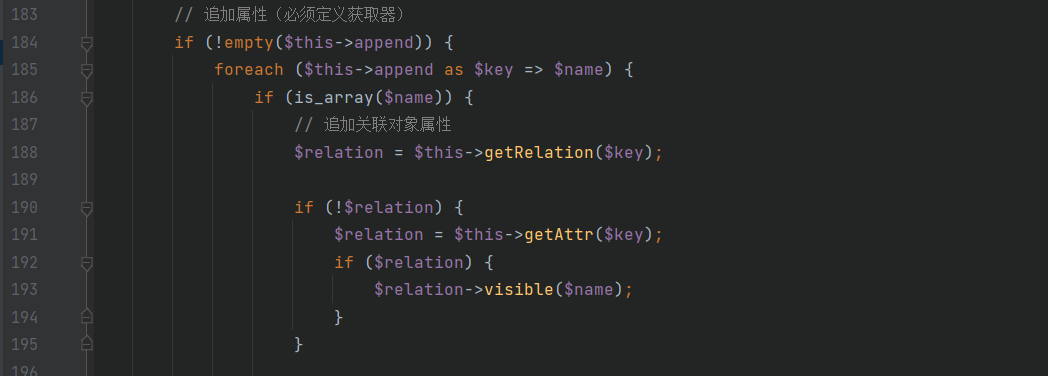 183 // 追加属性（必须定义获取器）
184 if (!empty($this->append)) {
185 foreach ($this->append as $key => $name) {
186 if (is_array($name)) {
187 // 追加关联对象属性
188 $relation = $this->getRelation($key);
189
190 if (!$relation) {
191 $relation = $this->getAttr($key);
192 if ($relation) {
193 $relation->visible($name);
194 }
195 }
196